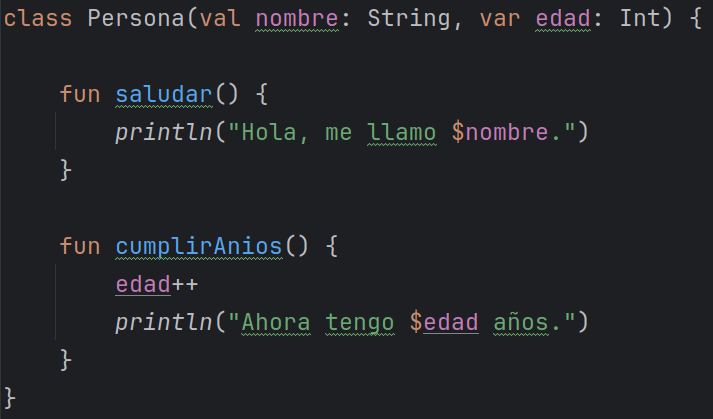 class Persona(val nombre: String, var edad: Int) {
fun saludar() {
println("Hola, me llamo $nombre.")
}
fun cumplirAnios() {
edad++
println("Ahora tengo $edad años.")
}
}